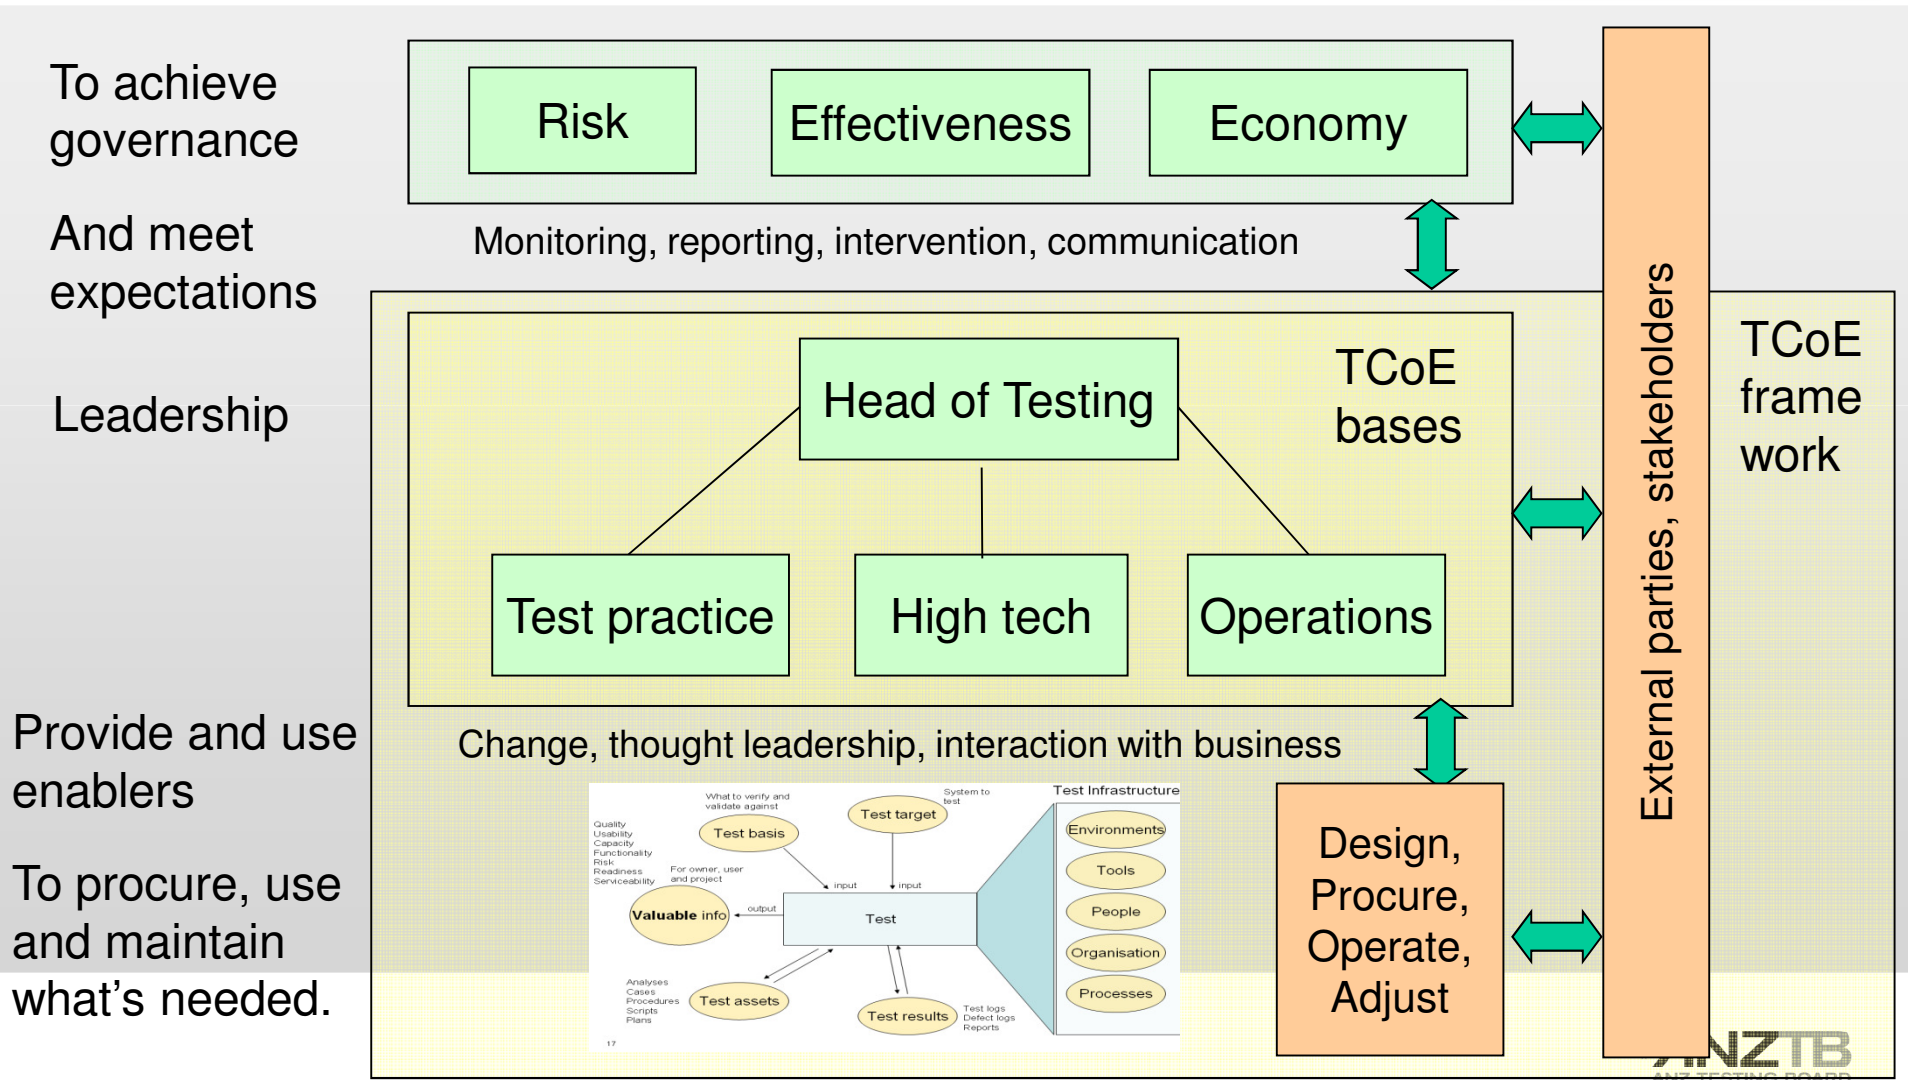 To achieve
governance
Risk
Effectiveness
Economy
And meet
expectations
Monitoring, reporting, intervention, communication
Leadership
Head of Testing
TCoE
bases
Test practice
High tech
Operations
External parties, stakeholders
TCoE
frame
work
Provide and use
enablers
Change, thought leadership, interaction with business
To procure, use
and maintain
what's needed.
What to verify and
validate against
Test basis
System to
test
Test target
Test Infrastructure
Quality
Usability
Capacity
Functionality
Risk
Readiness
Serviceability
For owner, user
and project
Valuable info
output
input
input
Test
Environments
Tools
People
Organisation
Processes
Analyses
Cases
Procedures
Scripts
Plans
Test assets
Test results
Test logs
Defect logs
Reports
17
Design,
Procure,
Operate,
Adjust
ANZTB
ANZ TESTING BOARD